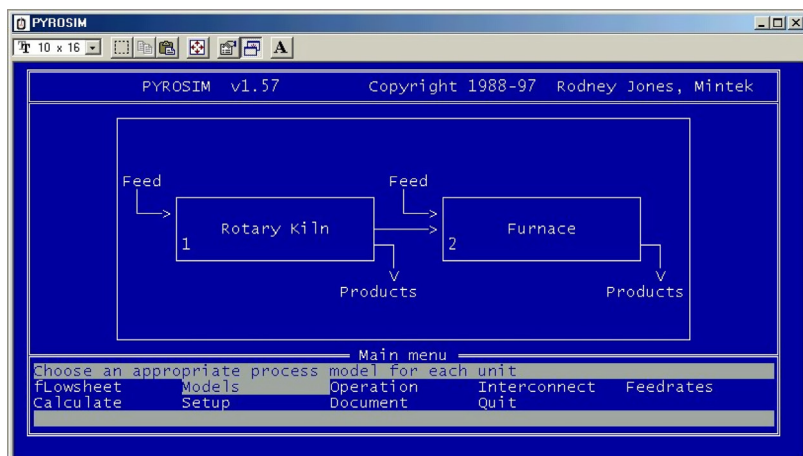 PYROSIM
10 x 16
A
PYROSIM v1.57 Copyright 1988-97 Rodney Jones, Mintek
Feed Feed
Rotary Kiln Furnace
1 2
Products Products
Main menu
Choose an appropriate process model for each unit
fLowsheet Models Operation Interconnect Feedrates
Calculate Setup Document Quit